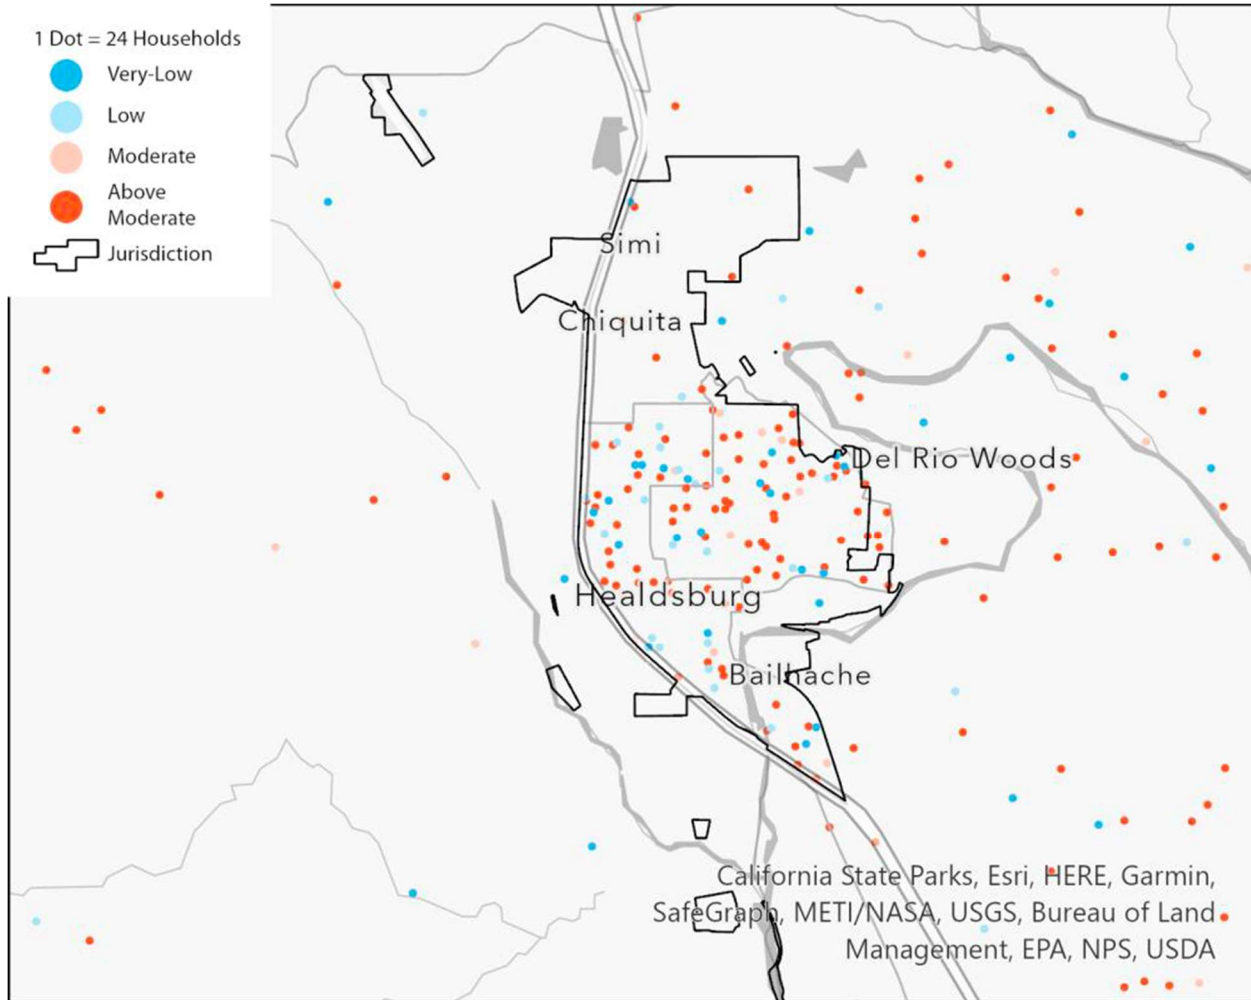 1 Dot = 24 Households
Very-Low
Low
Moderate
Above
Moderate
Jurisdiction
Simi
Chiquita
Del Rio Woods
Healdsburg
Bailhache
California State Parks, Esri, HERE, Garmin,
SafeGraph, METI/NASA, USGS, Bureau of Land
Management, EPA, NPS, USDA